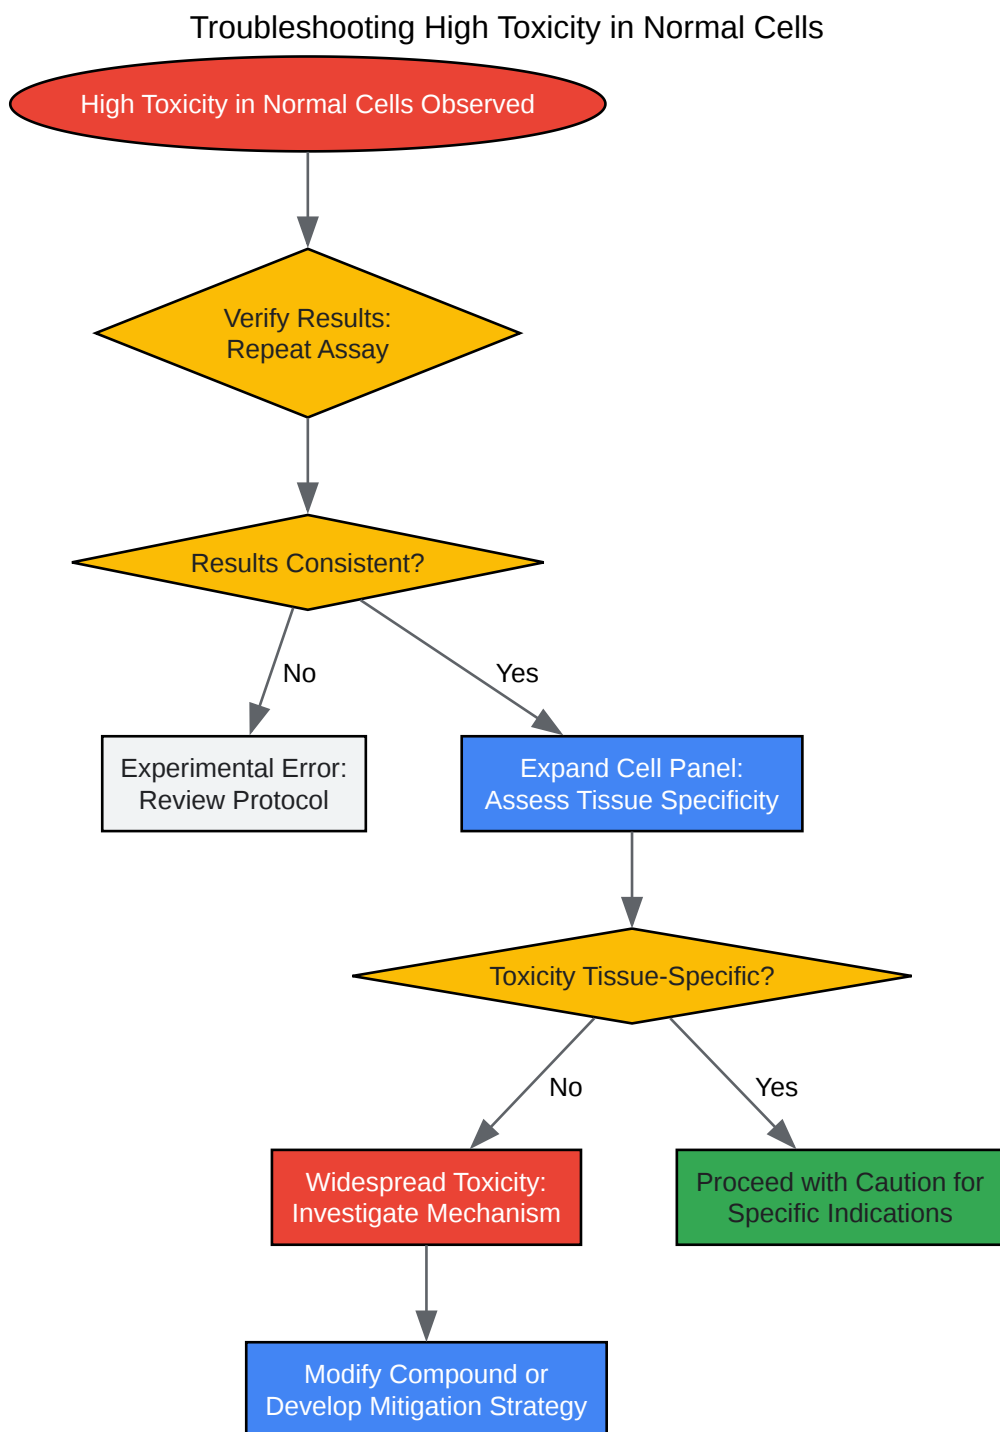 Troubleshooting High Toxicity in Normal Cells
High Toxicity in Normal Cells Observed
Verify Results:
Repeat Assay
Results Consistent?
No
Yes
Experimental Error:
Review Protocol
Expand Cell Panel:
Assess Tissue Specificity
Toxicity Tissue-Specific?
No
Yes
Widespread Toxicity:
Investigate Mechanism
Proceed with Caution for
Specific Indications
Modify Compound or
Develop Mitigation Strategy